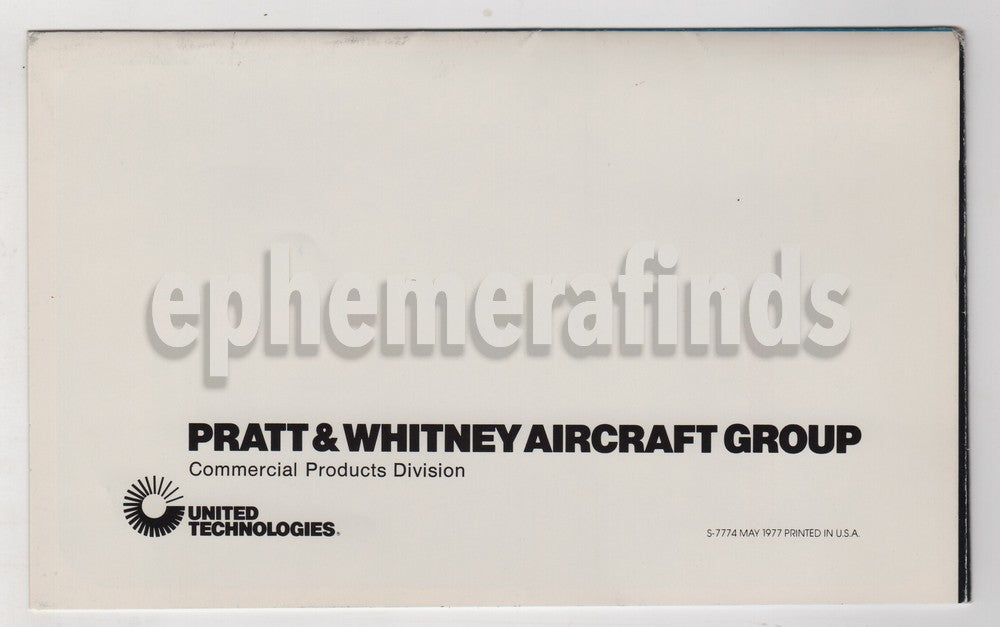 ephemerafinds
PRATT & WHITNEY AIRCRAFT GROUP
Commercial Products Division
UNITED
TECHNOLOGIES®
S-7774 MAY 1977 PRINTED IN U.S.A.